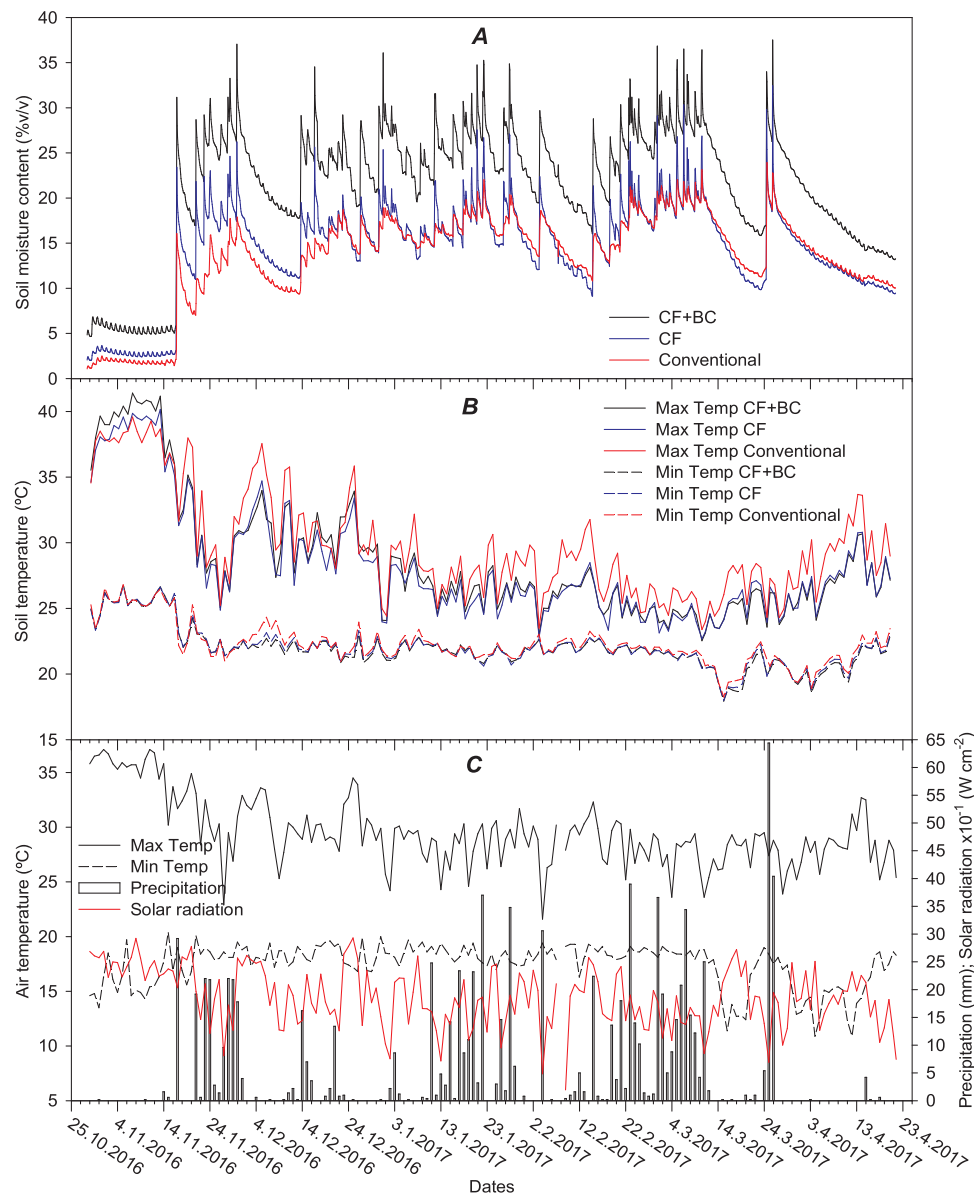 A
Soil moisture content (%v/v)
40
35
30
25
20
15
10
5
0
CF+BC
CF
Conventional
B
Soil temperature (ºC)
40
35
30
25
20
15
Max Temp CF+BC
Max Temp CF
Max Temp Conventional
Min Temp CF+BC
Min Temp CF
Min Temp Conventional
C
Air temperature (ºC)
35
30
25
20
15
10
5
Max Temp
Min Temp
Precipitation
Solar radiation
65
60
55
50
45
40
35
30
25
20
15
10
5
0
Precipitation (mm); Solar radiation x10-1 (W cm-2)
25.10.2016
4.11.2016
14.11.2016
24.11.2016
4.12.2016
14.12.2016
24.12.2016
3.1.2017
13.1.2017
23.1.2017
2.2.2017
12.2.2017
22.2.2017
4.3.2017
14.3.2017
24.3.2017
3.4.2017
13.4.2017
23.4.2017
Dates